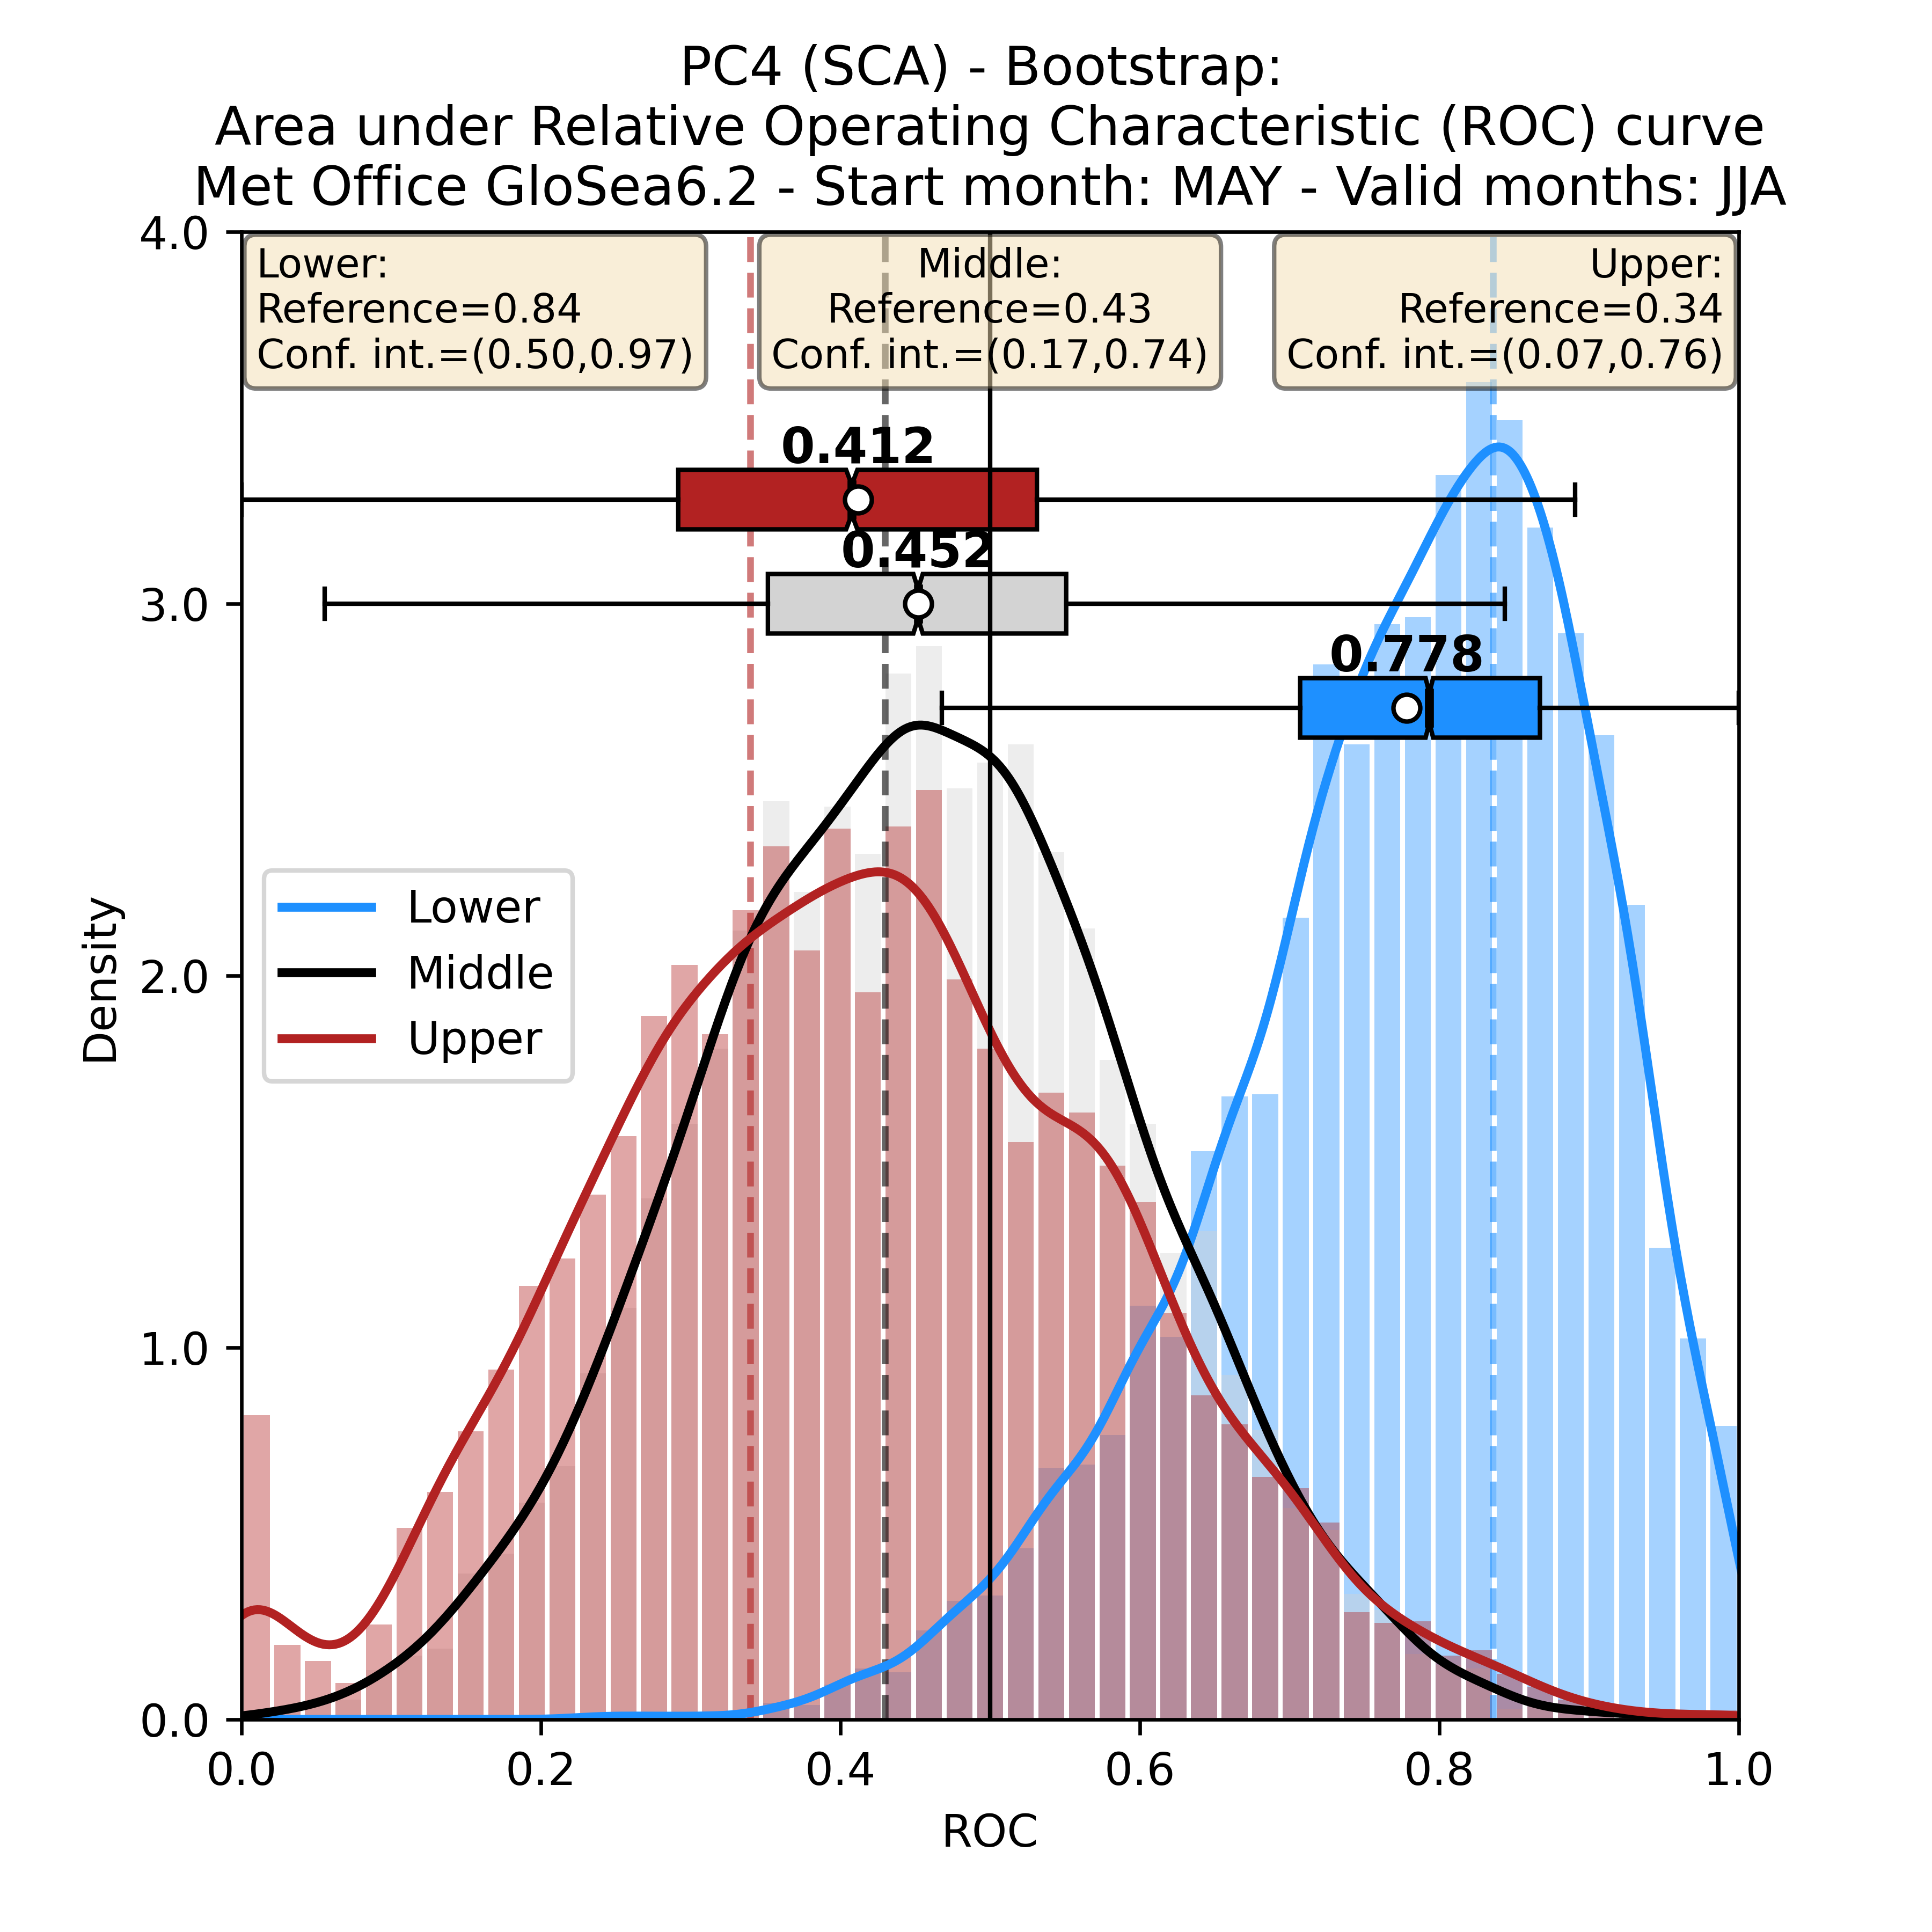 PC4 (SCA) - Bootstrap:
Area under Relative Operating Characteristic (ROC) curve
Met Office GloSea6.2 - Start month: MAY - Valid months: JJA
Lower:
Reference=0.84
Conf. int.=(0.50,0.97)
Middle:
Reference=0.43
Conf. int.=(0.17,0.74)
Upper:
Reference=0.34
Conf. int.=(0.07,0.76)
0.412
0.452
0.778
Lower
Middle
Upper
Density
4.0
3.0
2.0
1.0
0.0
0.0 0.2 0.4 0.6 0.8 1.0
ROC